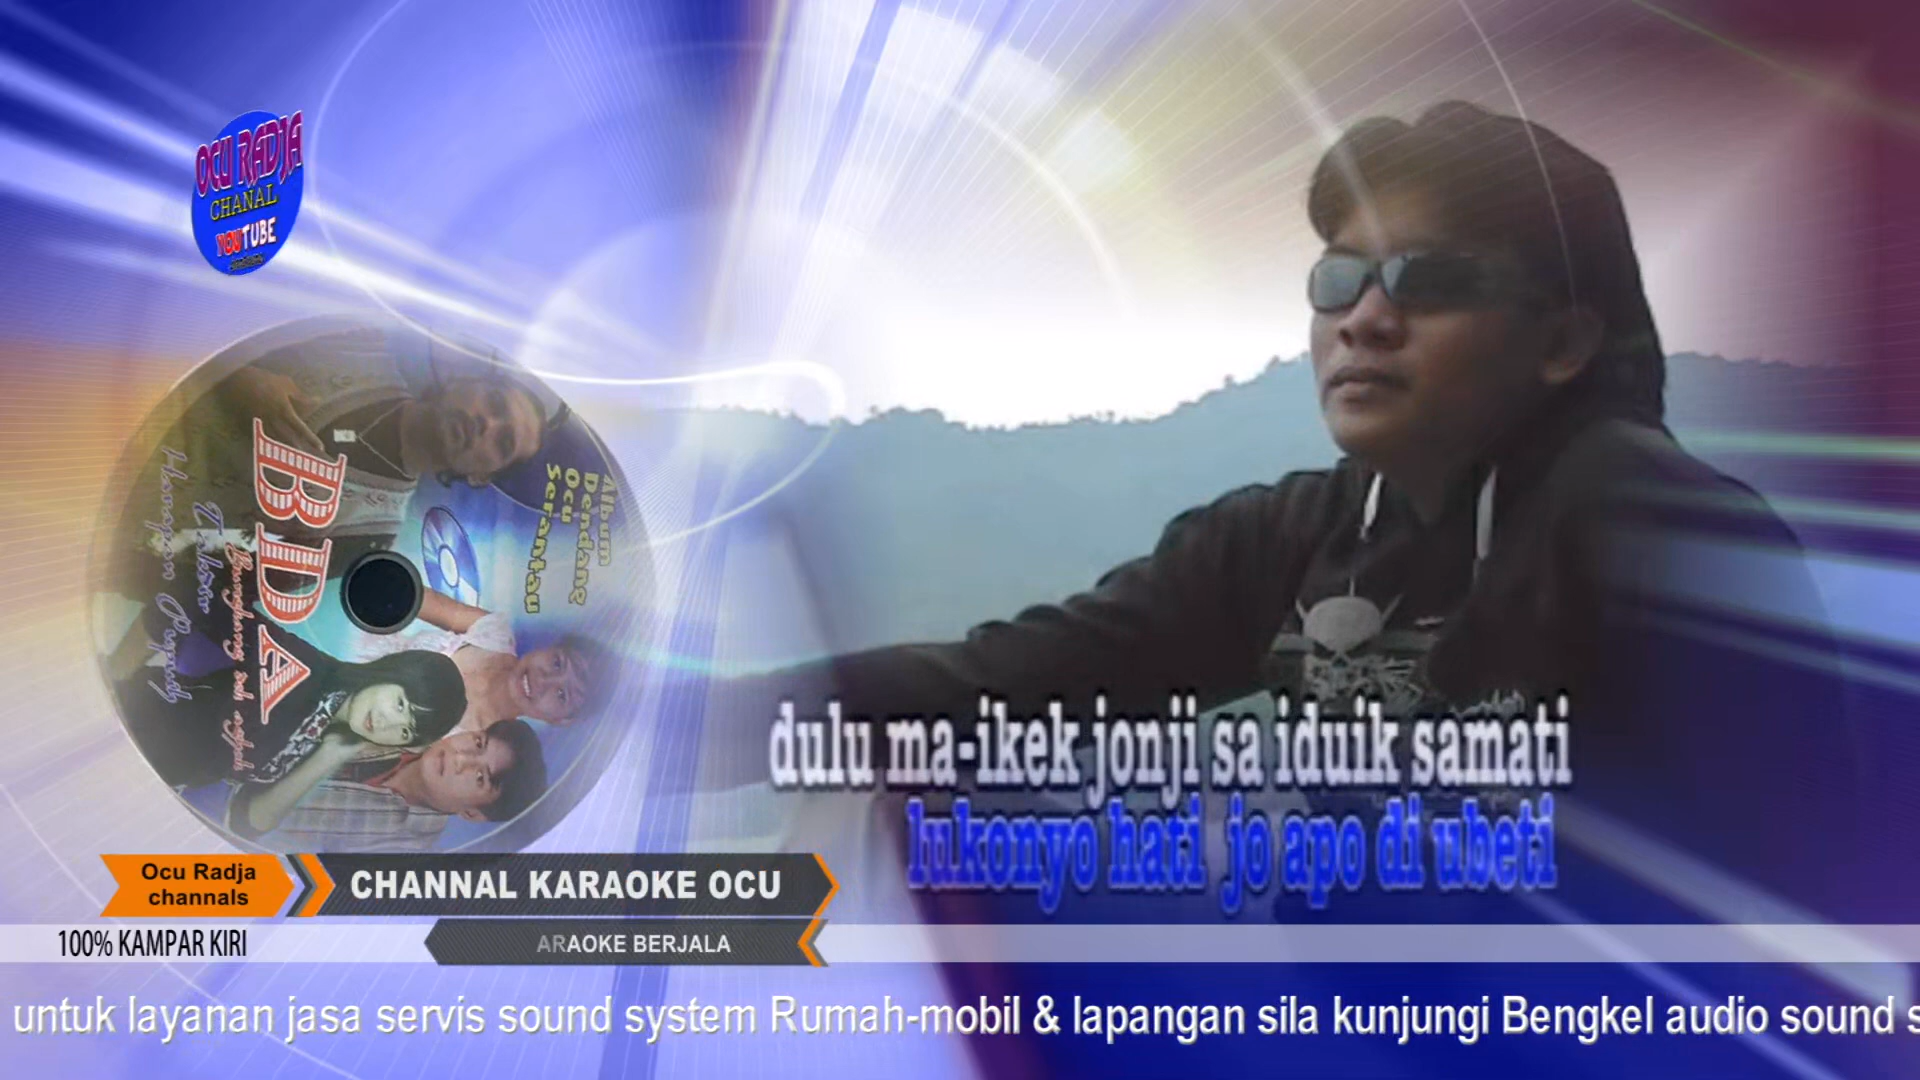 OCU RADJA
CHANAL
YOUTUBE
Album
Dendang
Ocu
Serantau
BDA
dulu ma-ikek jonji sa iduik samati
lukonyo hati jo apo di ubeti
Ocu Radja
channals
CHANNAL KARAOKE OCU
100% KAMPAR KIRI
ARAOKE BERJALA
untuk layanan jasa servis sound system Rumah-mobil & lapangan sila kunjungi Bengkel audio sound s